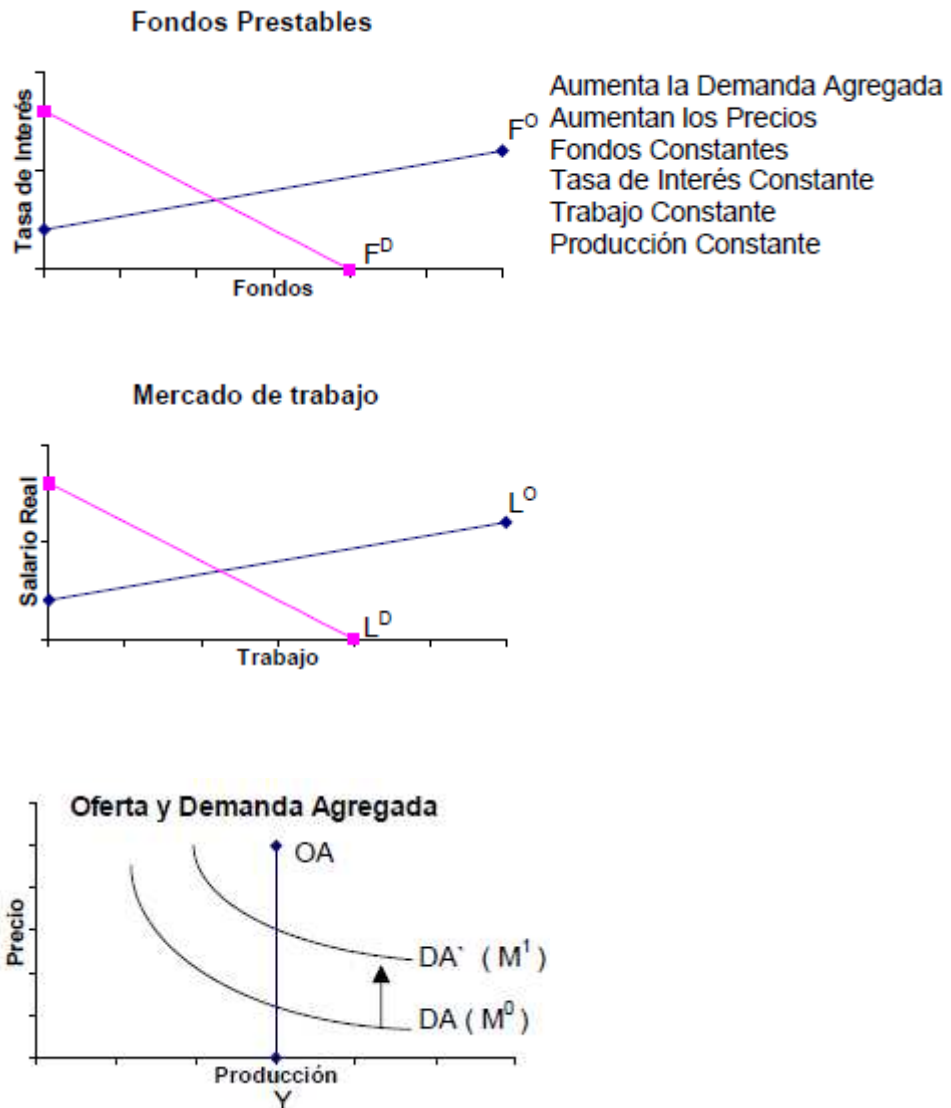 Fondos Prestables
Tasa de Interés
F^O
F^D
Fondos
Aumenta la Demanda Agregada
Aumentan los Precios
Fondos Constantes
Tasa de Interés Constante
Trabajo Constante
Producción Constante
Mercado de trabajo
Salario Real
L^O
L^D
Trabajo
Oferta y Demanda Agregada
Precio
OA
DA` ( M^1 )
DA ( M^0 )
Producción
Y